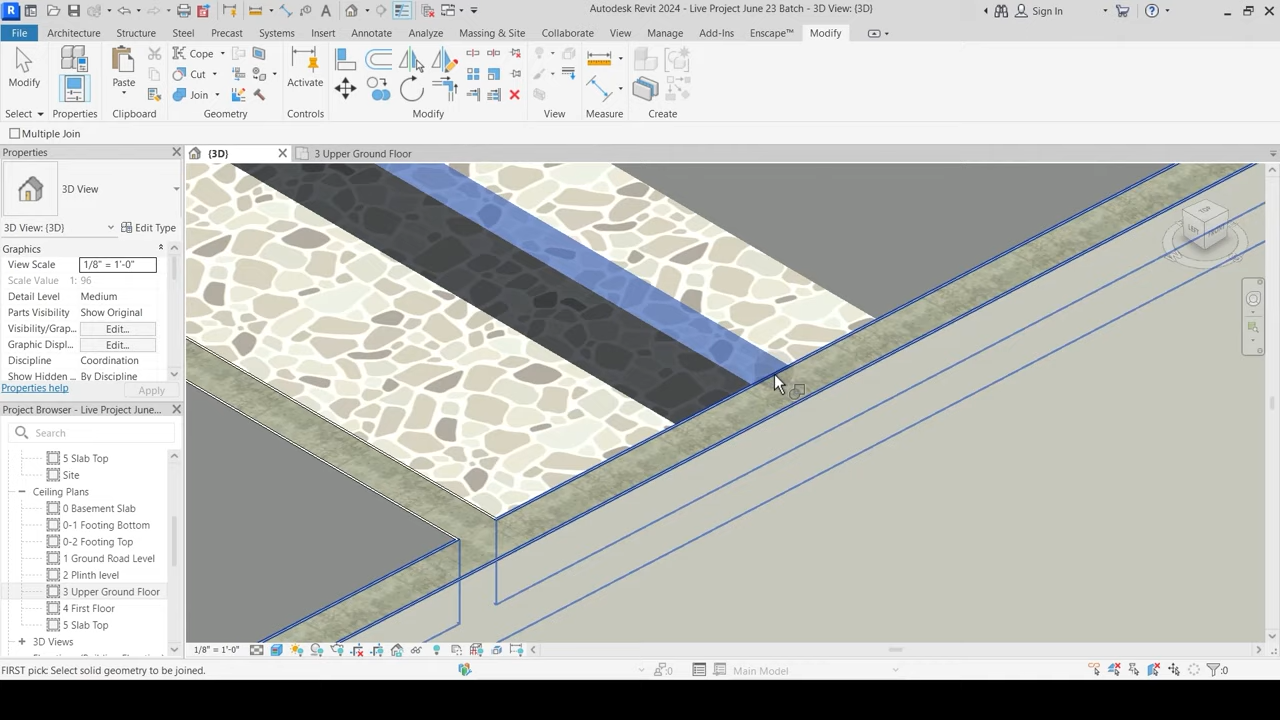 Autodesk Revit 2024 - Live Project June 23 Batch - 3D View: {3D}
Sign In
File Architecture Structure Steel Precast Systems Insert Annotate Analyze Massing & Site Collaborate View Manage Add-Ins Enscape™ Modify
Cope
Cut
Join
Modify Paste Activate
Select Properties Clipboard Geometry Controls Modify View Measure Create
Multiple Join
Properties
{3D} 3 Upper Ground Floor
3D View
3D View: {3D} Edit Type
Graphics
View Scale 1/8" = 1'-0"
Scale Value 1: 96
Detail Level Medium
Parts Visibility Show Original
Visibility/Grap... Edit...
Graphic Displ... Edit...
Discipline Coordination
Show Hidden ... By Discipline
Properties help Apply
Project Browser - Live Project June...
Search
5 Slab Top
Site
Ceiling Plans
0 Basement Slab
0-1 Footing Bottom
0-2 Footing Top
1 Ground Road Level
2 Plinth level
3 Upper Ground Floor
4 First Floor
5 Slab Top
3D Views
1/8" = 1'-0"
FIRST pick: Select solid geometry to be joined.
:0 Main Model :0
TOP
LEFT FRONT